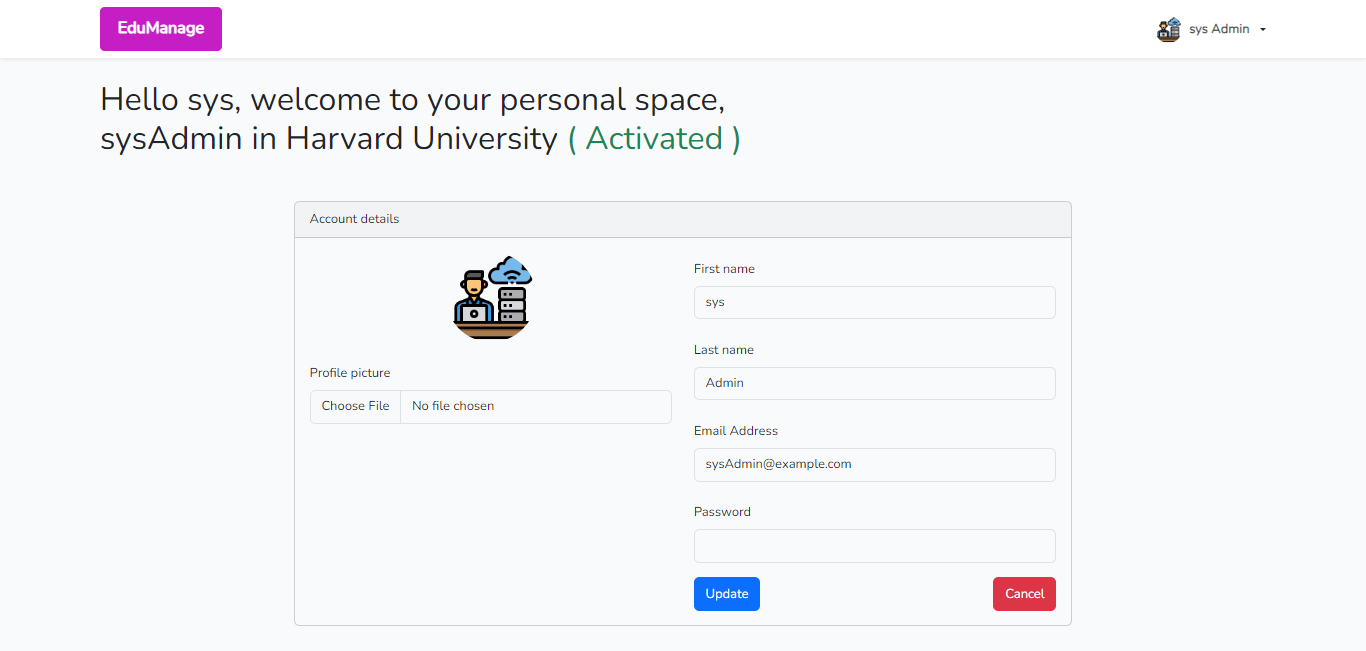 EduManage
sys Admin
Hello sys, welcome to your personal space,
sysAdmin in Harvard University ( Activated )
Account details
Profile picture
Choose File No file chosen
First name
sys
Last name
Admin
Email Address
sysAdmin@example.com
Password
Update
Cancel